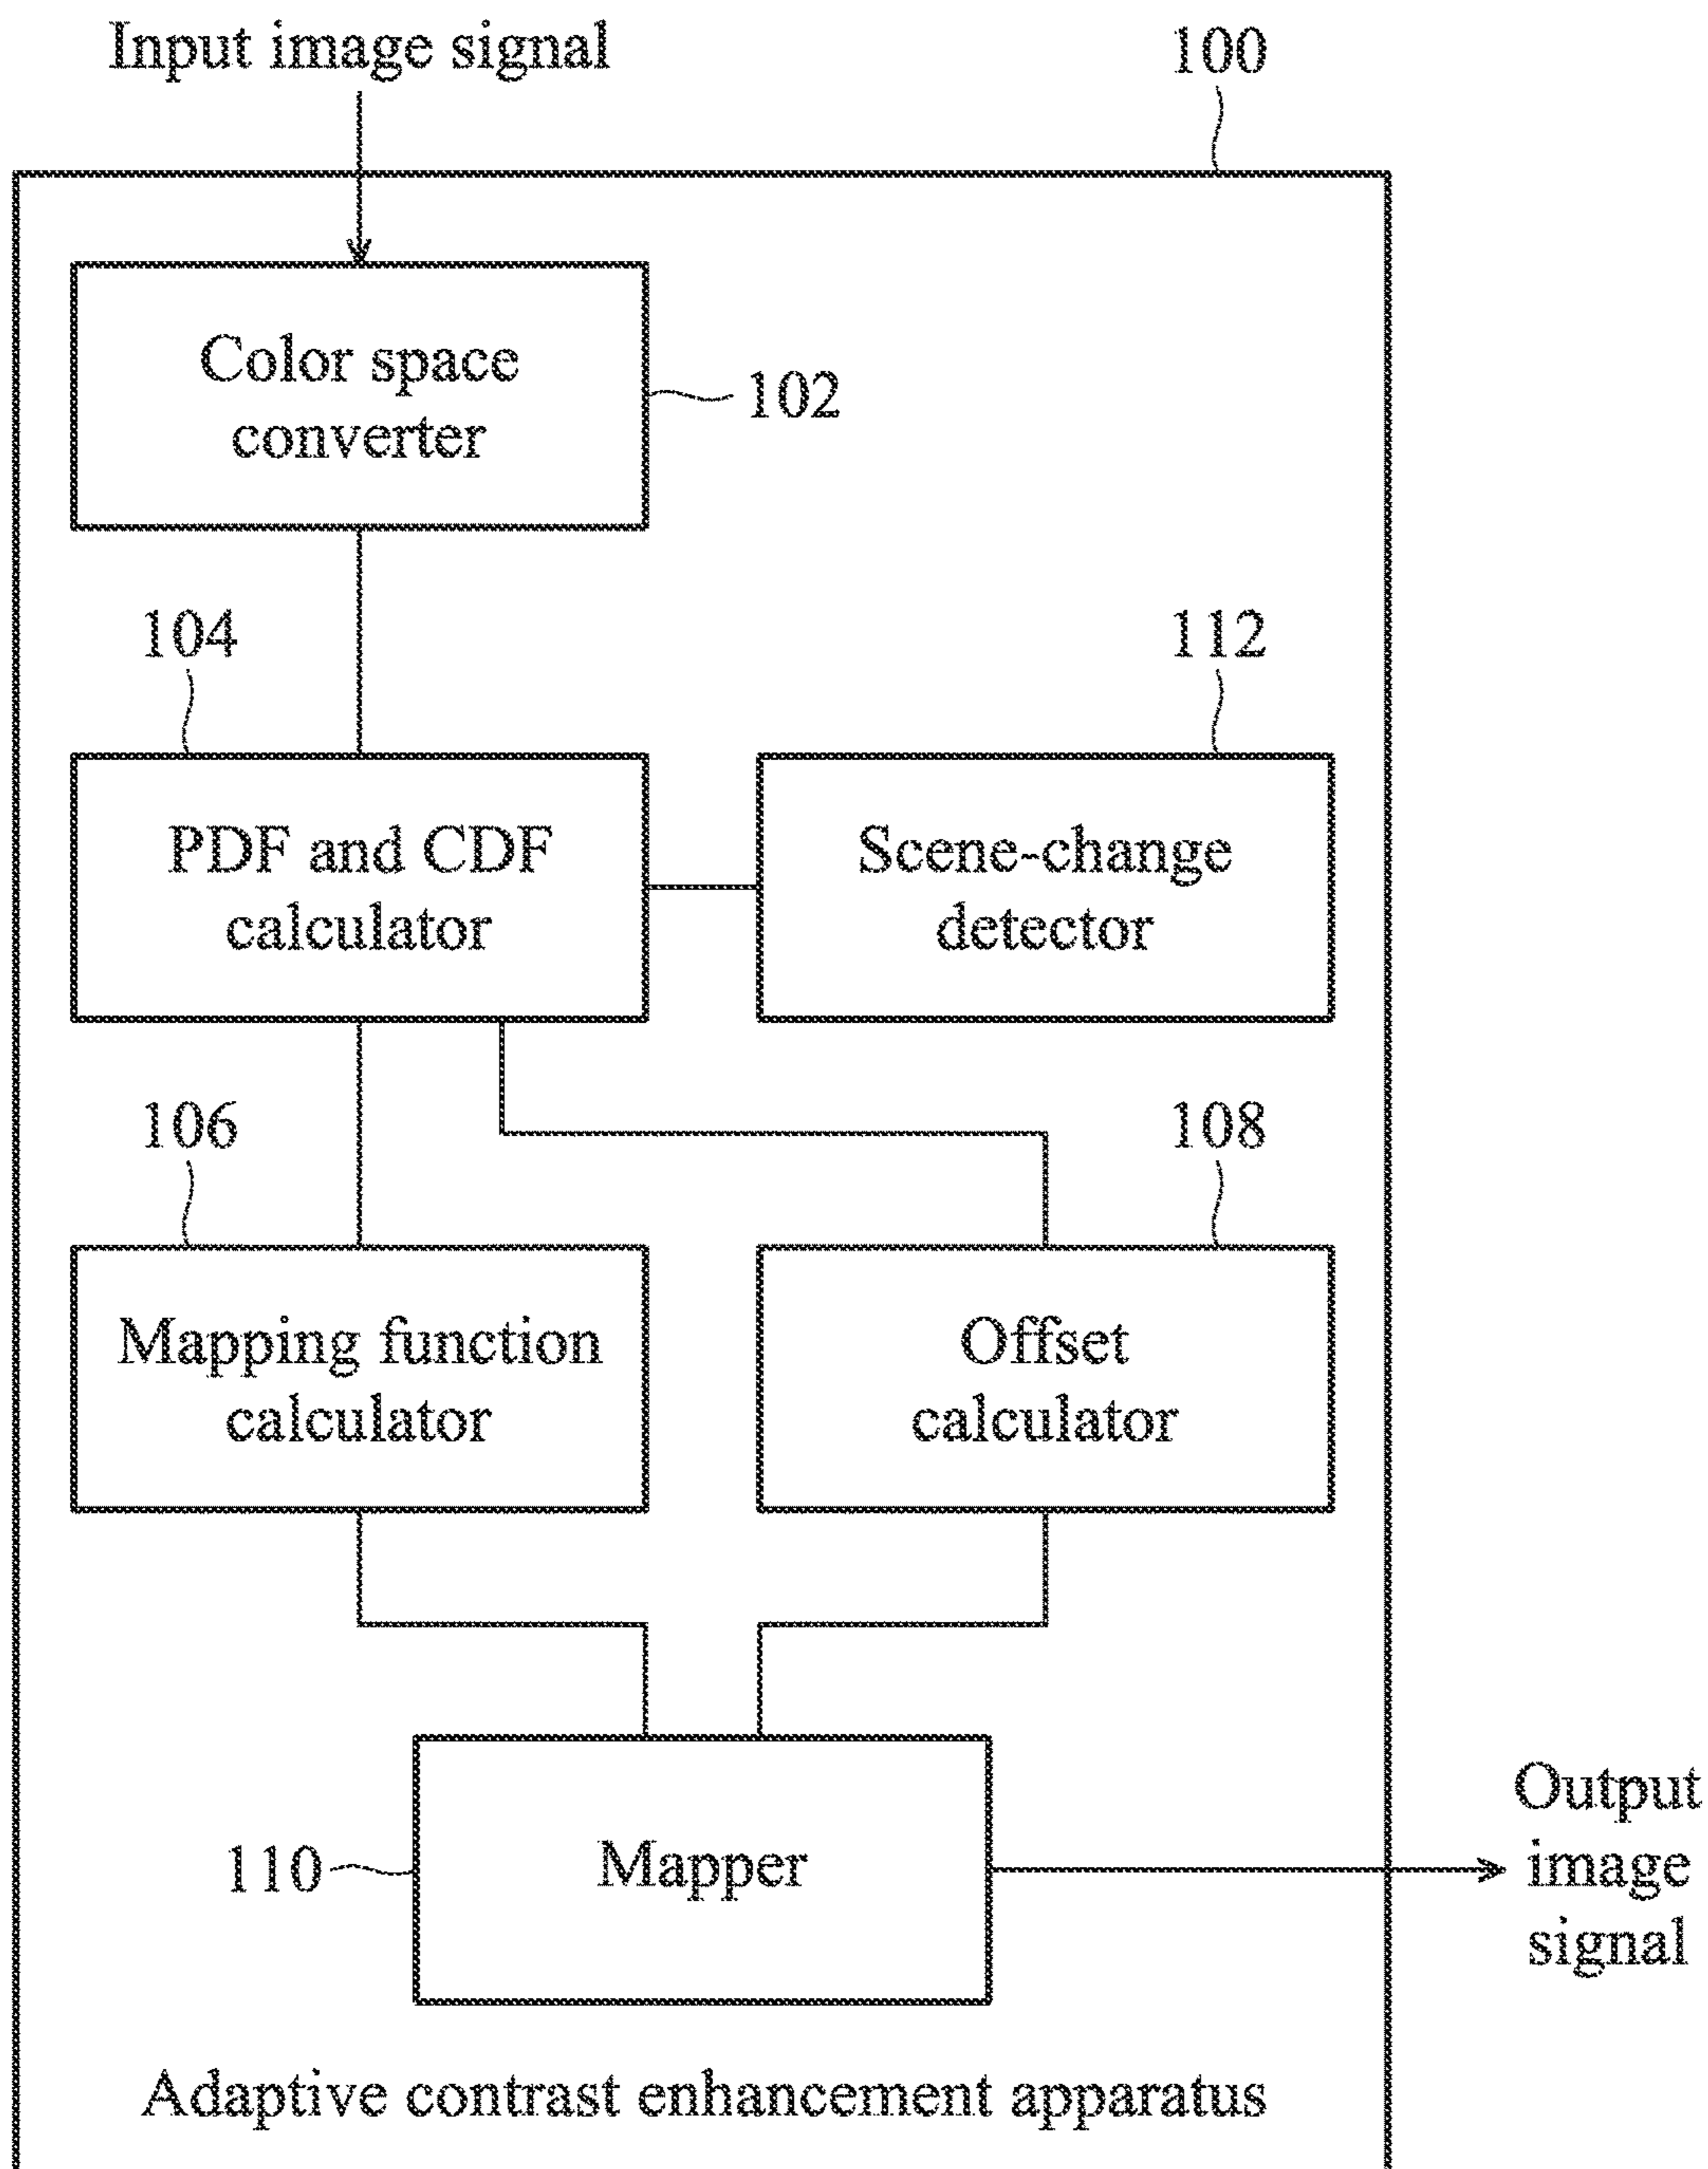 Input image signal
100
Color space
converter
102
104
112
PDF and CDF
calculator
Scene-change
detector
106
108
Mapping function
calculator
Offset
calculator
110
Mapper
Output
image
signal
Adaptive contrast enhancement apparatus